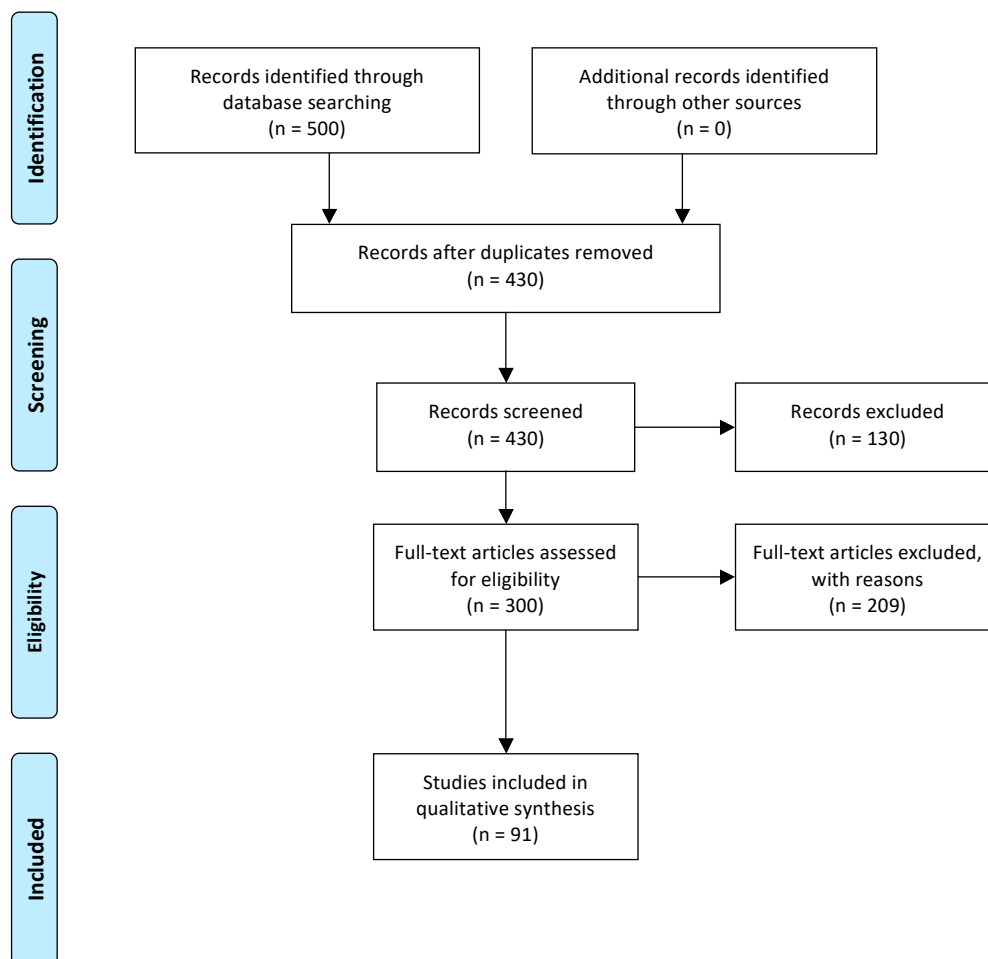 Identification
Records identified through
database searching
(n = 500)
Additional records identified
through other sources
(n = 0)
Records after duplicates removed
(n = 430)
Screening
Records screened
(n = 430)
Records excluded
(n = 130)
Eligibility
Full-text articles assessed
for eligibility
(n = 300)
Full-text articles excluded,
with reasons
(n = 209)
Included
Studies included in
qualitative synthesis
(n = 91)